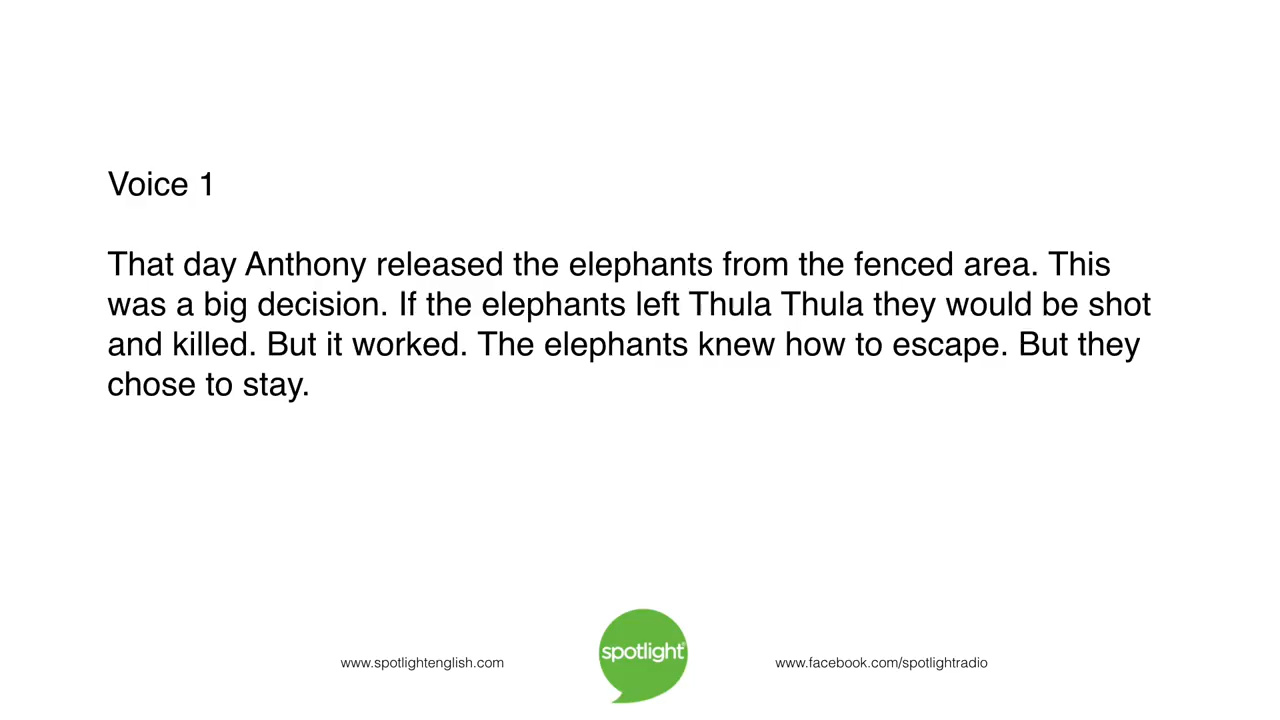 Voice 1
That day Anthony released the elephants from the fenced area. This
was a big decision. If the elephants left Thula Thula they would be shot
and killed. But it worked. The elephants knew how to escape. But they
chose to stay.
www.spotlightenglish.com
spotlight
www.facebook.com/spotlightradio